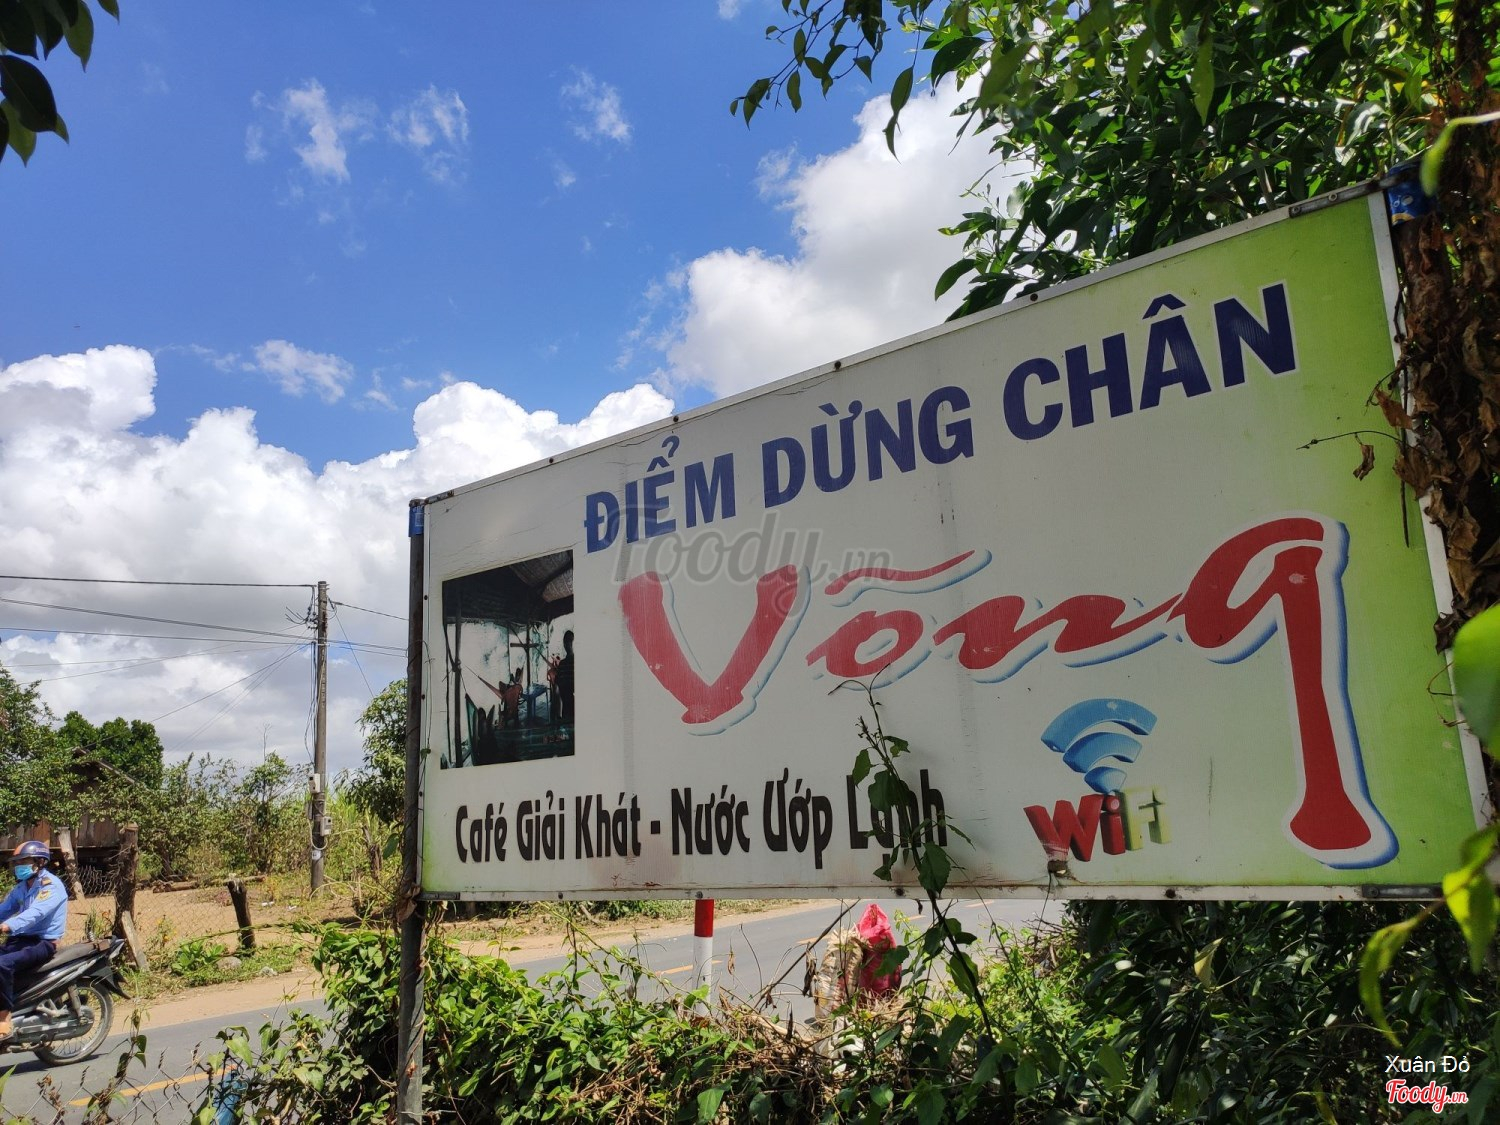 ĐIỂM DỪNG CHÂN
Võng
Café Giải Khát - Nước Ướp Lạnh
WiFi
Foody.vn
Xuân Đỏ
Foody.vn